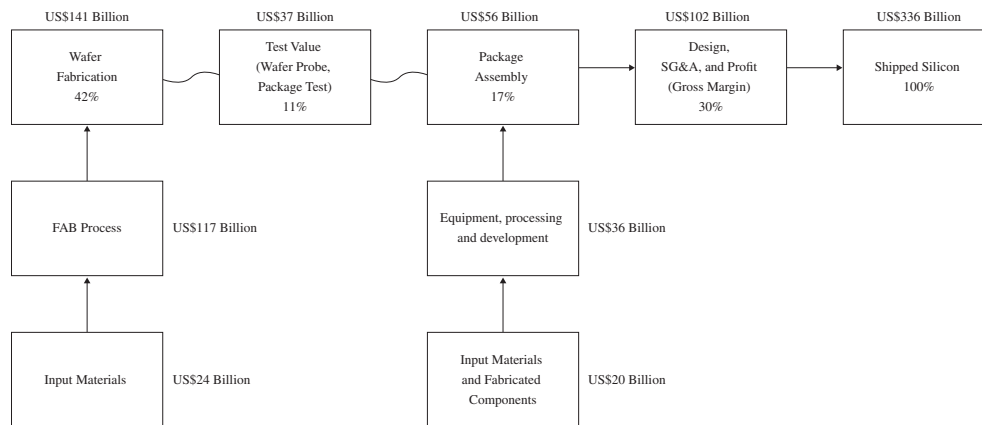 US$141 Billion
US$37 Billion
US$56 Billion
US$102 Billion
US$336 Billion
Wafer
Fabrication
42%
Test Value
(Wafer Probe,
Package Test)
11%
Package
Assembly
17%
Design,
SG&A, and Profit
(Gross Margin)
30%
Shipped Silicon
100%
FAB Process
US$117 Billion
Equipment, processing
and development
US$36 Billion
Input Materials
US$24 Billion
Input Materials
and Fabricated
Components
US$20 Billion